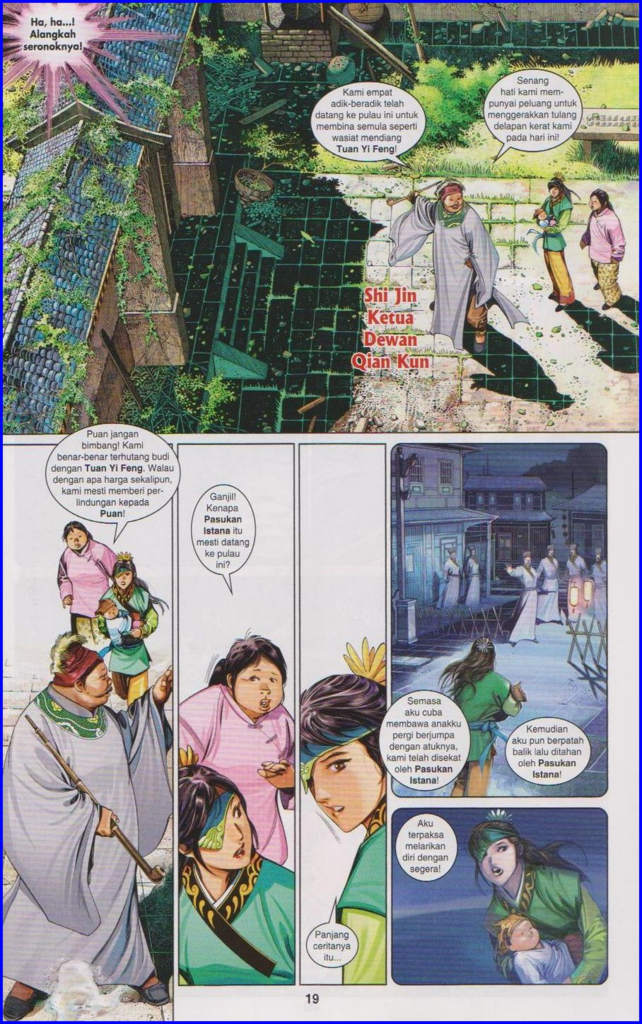 Ha, ha...!
Alangkah
seronoknya!
Kami empat
adik-beradik telah
datang ke pulau ini untuk
membina semula seperti
wasiat mendiang
Tuan Yi Feng!
Senang
hati kami mem-
punyai peluang untuk
menggerakkan tulang
delapan kerat kami
pada hari ini!
Shi Jin
Ketua
Dewan
Qian Kun
Puan jangan
bimbang! Kami
benar-benar terhutang budi
dengan Tuan Yi Feng. Walau
dengan apa harga sekalipun,
kami mesti memberi per-
lindungan kepada
Puan!
Ganjil!
Kenapa
Pasukan
Istana itu
mesti datang
ke pulau
ini?
Panjang
ceritanya
itu...
Semasa
aku cuba
membawa anakku
pergi berjumpa
dengan atuknya,
kami telah disekat
oleh Pasukan
Istana!
Kemudian
aku pun berpatah
balik lalu ditahan
oleh Pasukan
Istana!
Aku
terpaksa
melarikan
diri dengan
segera!
19